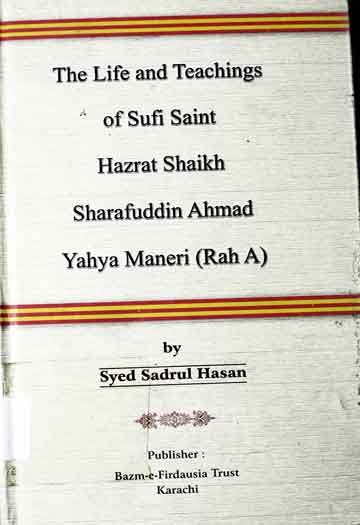 The Life and Teachings
of Sufi Saint
Hazrat Shaikh
Sharafuddin Ahmad
Yahya Maneri (Rah A)
by
Syed Sadrul Hasan
Publisher :
Bazm-e-Firdausia Trust
Karachi